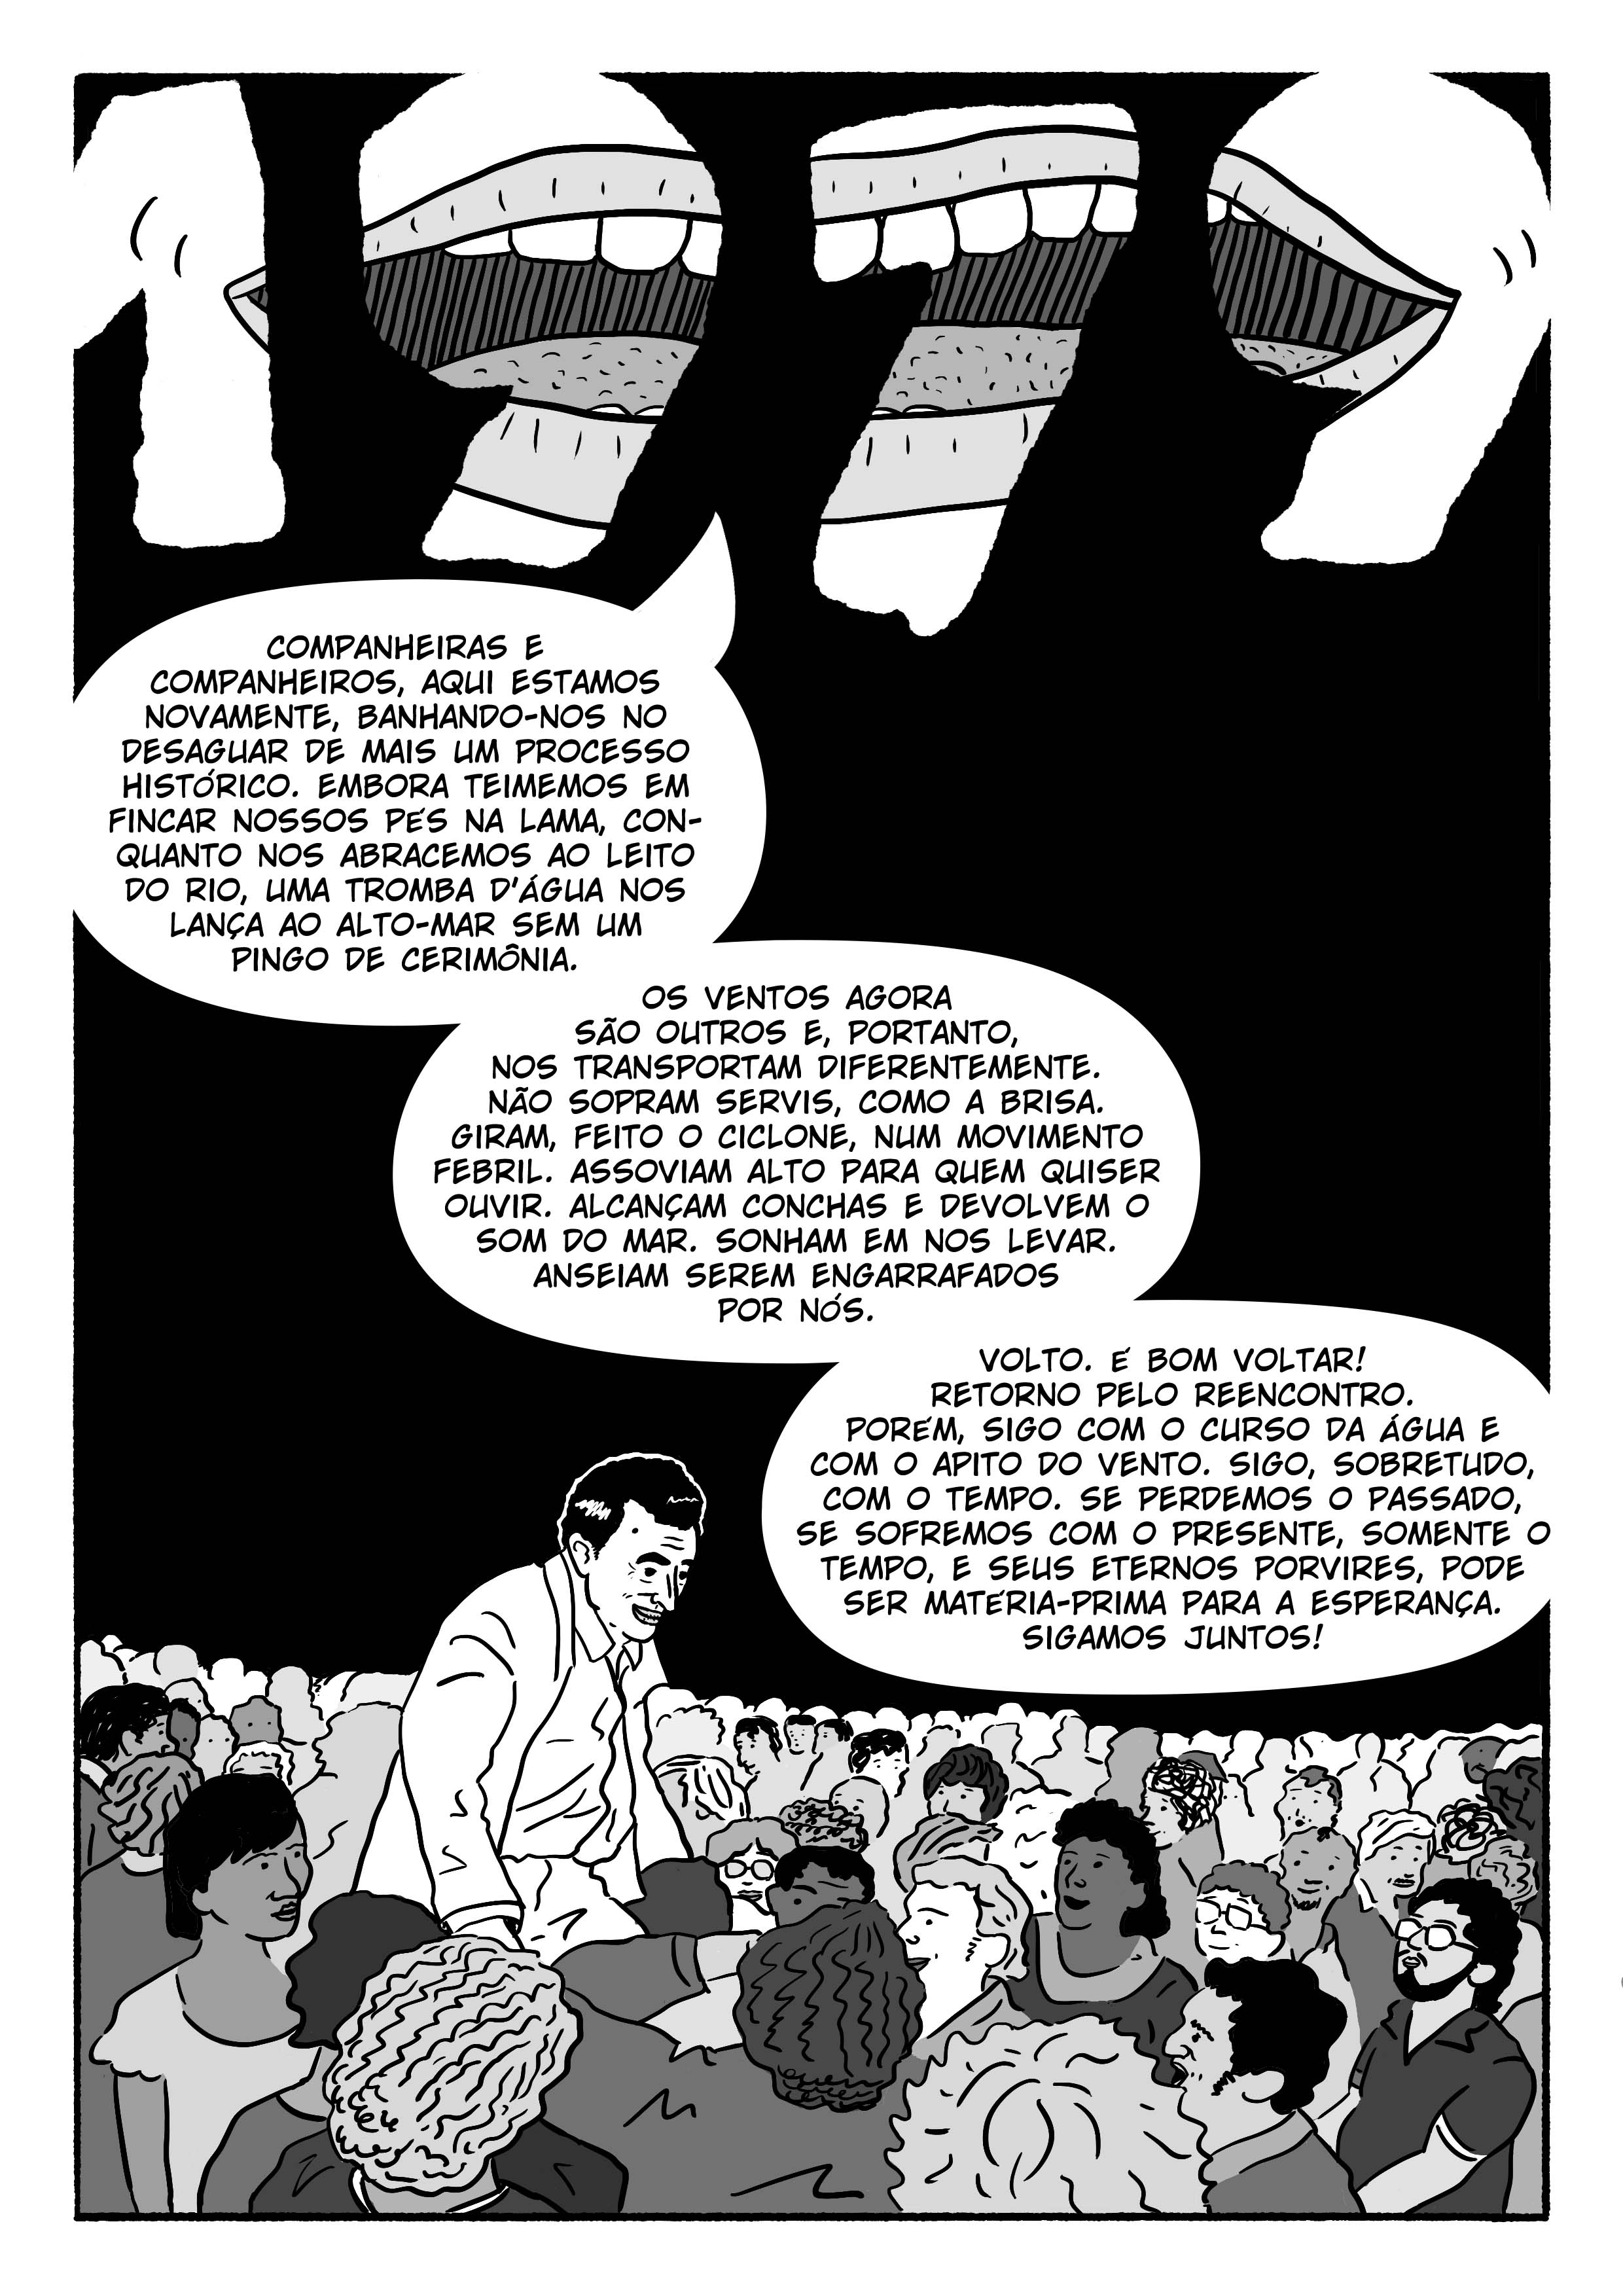 1979
COMPANHEIRAS E
COMPANHEIROS, AQUI ESTAMOS
NOVAMENTE, BANHANDO-NOS NO
DESAGUAR DE MAIS UM PROCESSO
HISTÓRICO. EMBORA TEIMEMOS EM
FINCAR NOSSOS PÉS NA LAMA, CON-
QUANTO NOS ABRACEMOS AO LEITO
DO RIO, UMA TROMBA D'ÁGUA NOS
LANÇA AO ALTO-MAR SEM UM
PINGO DE CERIMÔNIA.
OS VENTOS AGORA
SÃO OUTROS E, PORTANTO,
NOS TRANSPORTAM DIFERENTEMENTE.
NÃO SOPRAM SERVIS, COMO A BRISA.
GIRAM, FEITO O CICLONE, NUM MOVIMENTO
FEBRIL. ASSOVIAM ALTO PARA QUEM QUISER
OUVIR. ALCANÇAM CONCHAS E DEVOLVEM O
SOM DO MAR. SONHAM EM NOS LEVAR.
ANSEIAM SEREM ENGARRAFADOS
POR NÓS.
VOLTO. É BOM VOLTAR!
RETORNO PELO REENCONTRO.
PORÉM, SIGO COM O CURSO DA ÁGUA E
COM O APITO DO VENTO. SIGO, SOBRETUDO,
COM O TEMPO. SE PERDEMOS O PASSADO,
SE SOFREMOS COM O PRESENTE, SOMENTE O
TEMPO, E SEUS ETERNOS PORVIRES, PODE
SER MATÉRIA-PRIMA PARA A ESPERANÇA.
SIGAMOS JUNTOS!